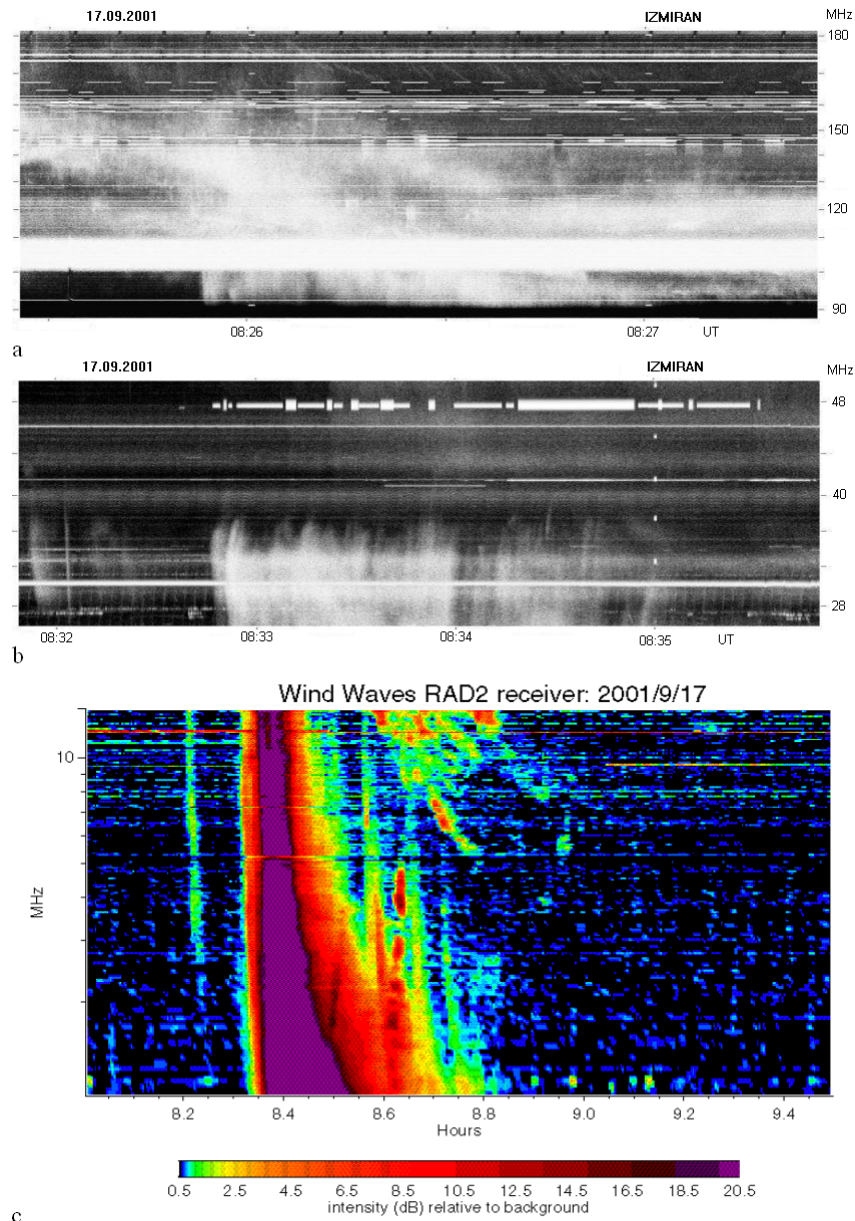 17.09.2001 IZMIRAN MHz
180
150
120
90
08:26 08:27 UT
a
17.09.2001 IZMIRAN MHz
48
40
28
08:32 08:33 08:34 08:35 UT
b
Wind Waves RAD2 receiver: 2001/9/17
10
MHz
8.2 8.4 8.6 8.8 9.0 9.2 9.4
Hours
0.5 2.5 4.5 6.5 8.5 10.5 12.5 14.5 16.5 18.5 20.5
intensity (dB) relative to background
c